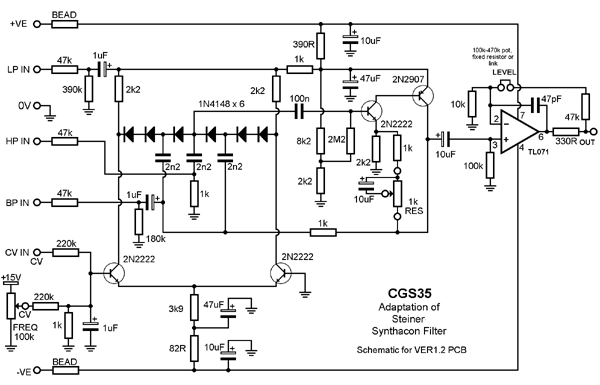 +VE
BEAD
LP IN
47k
1uF
390k
2k2
2k2
0V
1N4148 x 6
100n
390R
10uF
1k
47uF
2N2907
2N2222
8k2
2M2
2k2
2k2
2k2
1k
10uF
1k
RES
HP IN
47k
2n2
2n2
2n2
1k
BP IN
47k
1uF
180k
1k
CV IN
CV
220k
+15V
220k
CV
FREQ
100k
1k
1uF
2N2222
2N2222
3k9
47uF
82R
10uF
-VE
BEAD
100k-470k pot,
fixed resistor or
link
LEVEL
10k
47pF
47k
2
7
3
6
4
TL071
330R
OUT
10uF
100k
CGS35
Adaptation of
Steiner
Synthacon Filter
Schematic for VER1.2 PCB